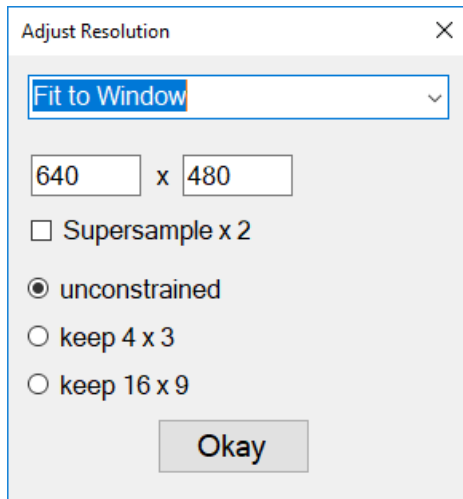 Adjust Resolution
Fit to Window
640 x 480
Supersample x 2
unconstrained
keep 4 x 3
keep 16 x 9
Okay